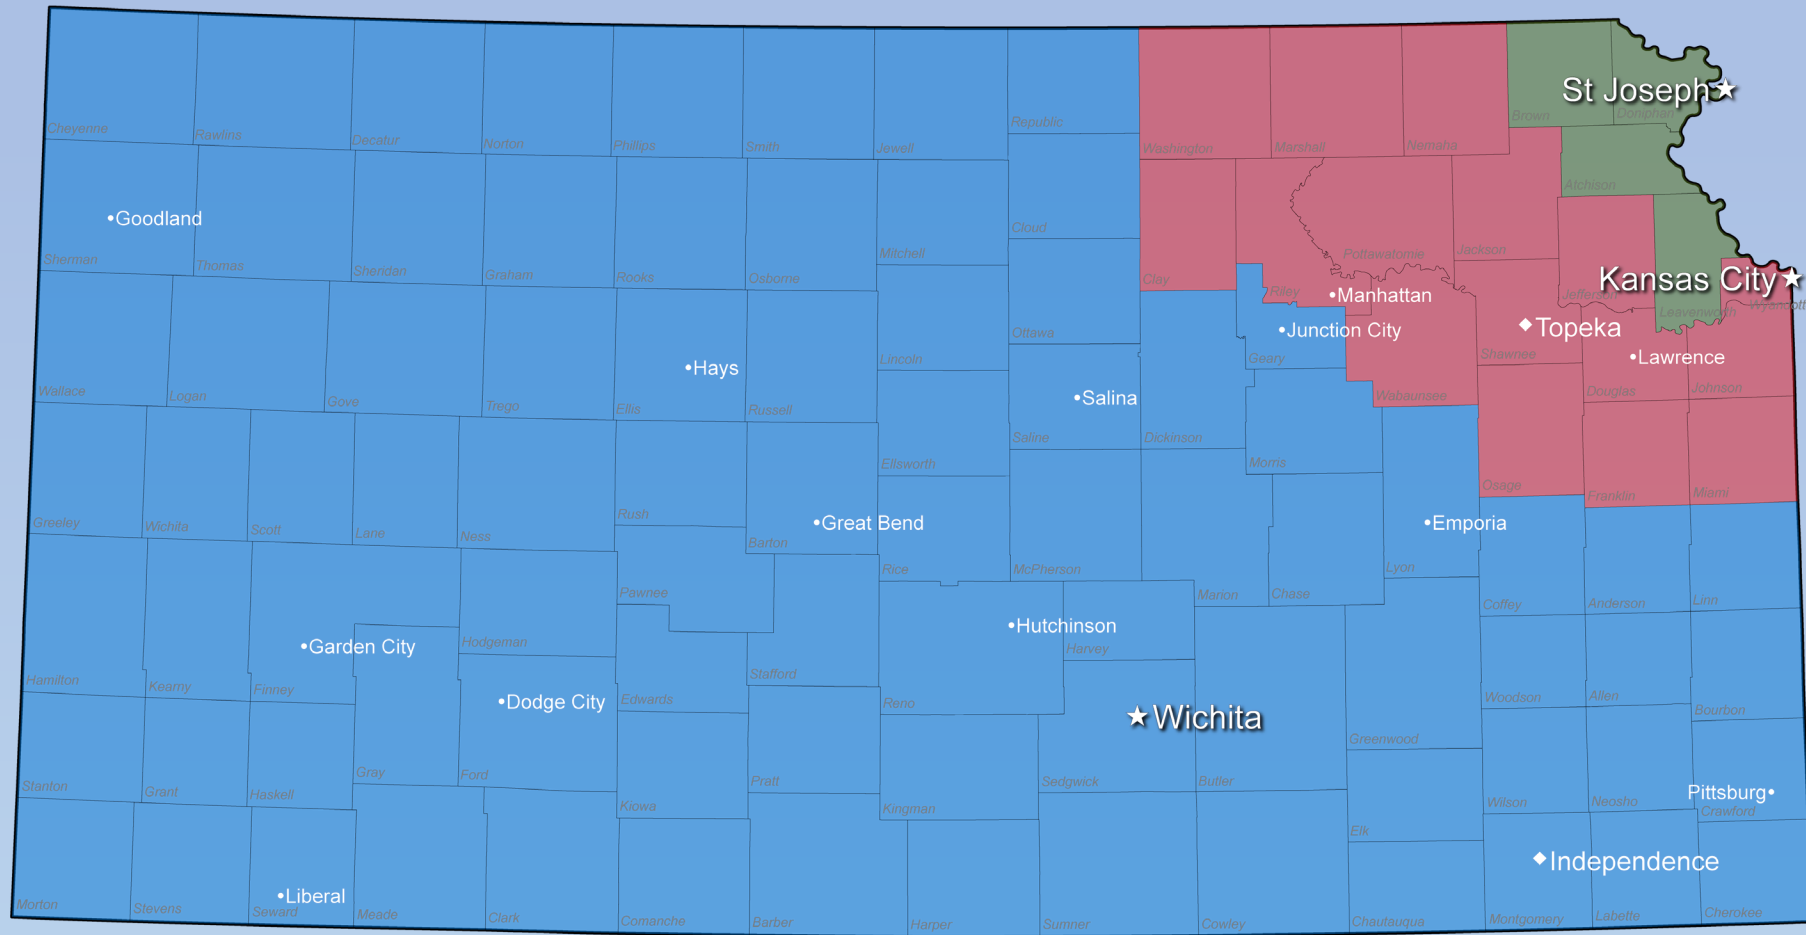 St Joseph
Brown
Doniphan
Republic
Cheyenne
Rawlins
Decatur
Norton
Phillips
Smith
Jewell
Washington
Marshall
Nemaha
Atchison
Goodland
Cloud
Sherman
Thomas
Sheridan
Graham
Rooks
Osborne
Mitchell
Pottawatomie
Jackson
Clay
Riley
Manhattan
Jefferson
Kansas City
Leavenworth
Wyandott
Junction City
Topeka
Ottawa
Lincoln
Geary
Shawnee
Lawrence
Hays
Wallace
Logan
Gove
Trego
Ellis
Russell
Salina
Wabaunsee
Douglas
Johnson
Saline
Dickinson
Ellsworth
Morris
Osage
Franklin
Miami
Greeley
Wichita
Scott
Lane
Ness
Rush
Barton
Great Bend
Emporia
Rice
McPherson
Lyon
Pawnee
Marion
Chase
Coffey
Anderson
Linn
Hutchinson
Garden City
Hodgeman
Harvey
Hamilton
Kearny
Finney
Dodge City
Edwards
Stafford
Reno
Woodson
Allen
Bourbon
Wichita
Greenwood
Stanton
Grant
Haskell
Gray
Ford
Kiowa
Pratt
Kingman
Sedgwick
Butler
Wilson
Neosho
Pittsburg
Crawford
Elk
Independence
Liberal
Morton
Stevens
Seward
Meade
Clark
Comanche
Barber
Harper
Sumner
Cowley
Chautauqua
Montgomery
Labette
Cherokee